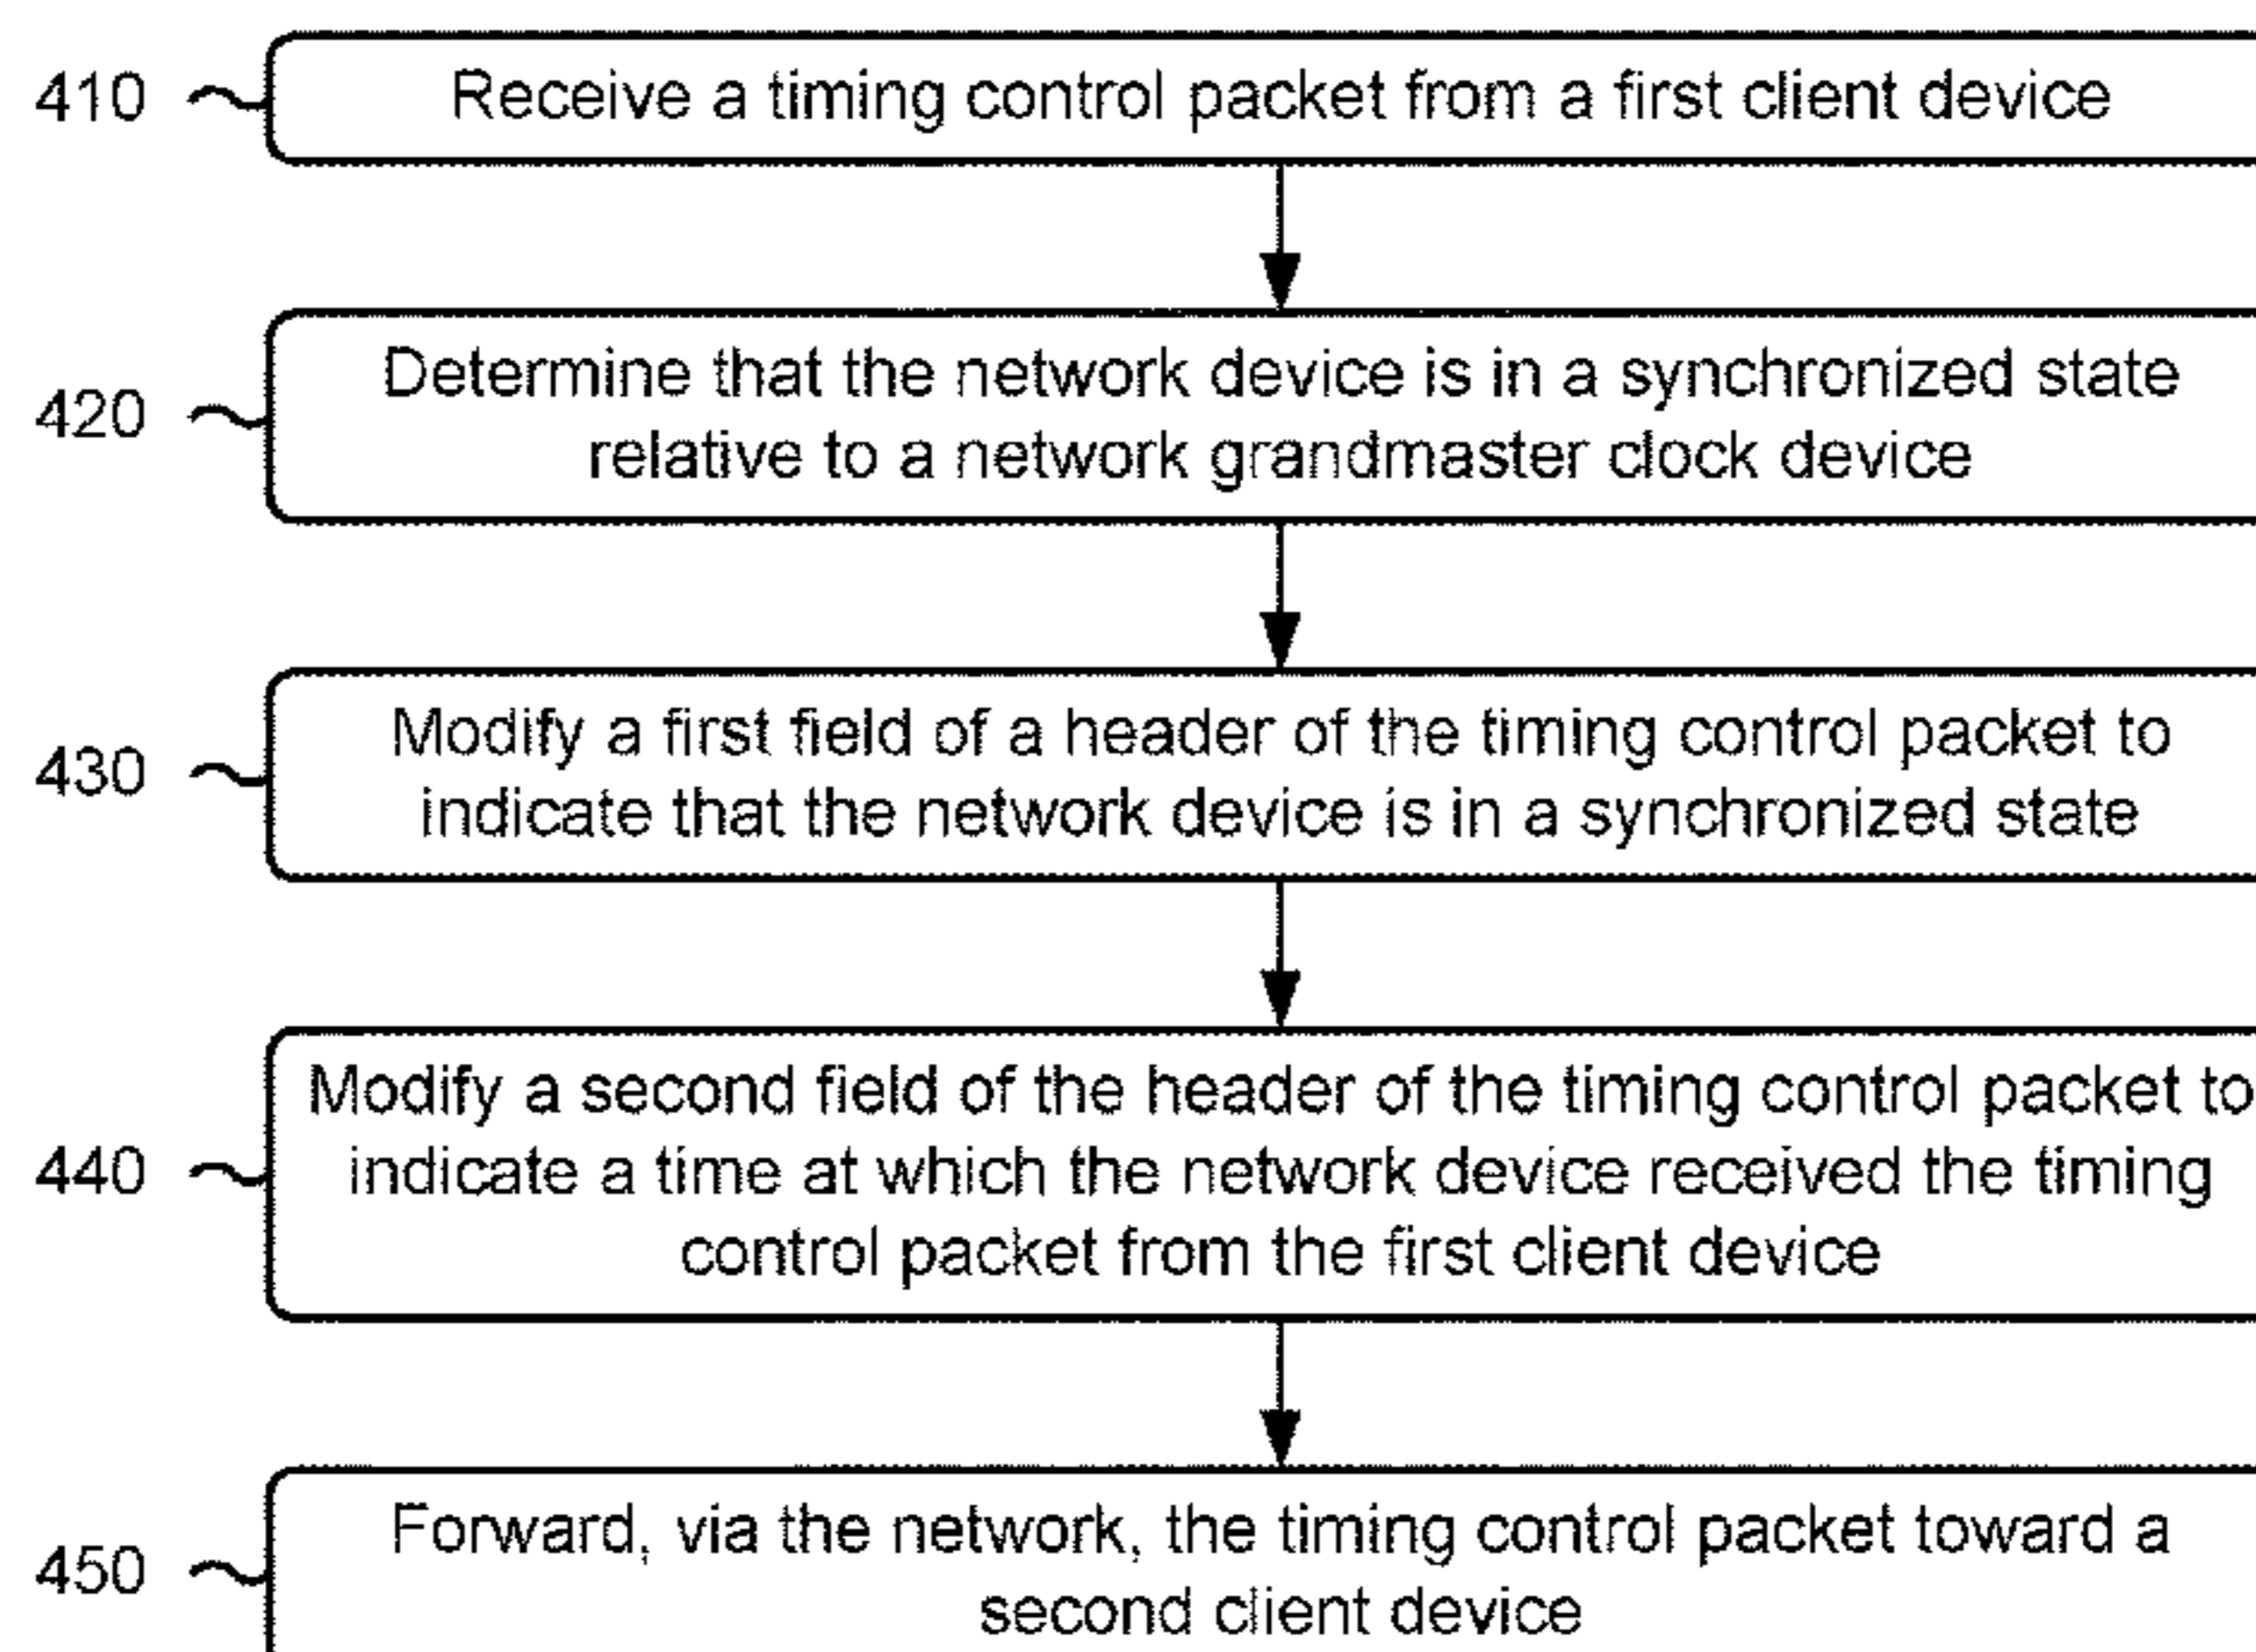 410
Receive a timing control packet from a first client device
420
Determine that the network device is in a synchronized state
relative to a network grandmaster clock device
430
Modify a first field of a header of the timing control packet to
indicate that the network device is in a synchronized state
440
Modify a second field of the header of the timing control packet to
indicate a time at which the network device received the timing
control packet from the first client device
450
Forward, via the network, the timing control packet toward a
second client device